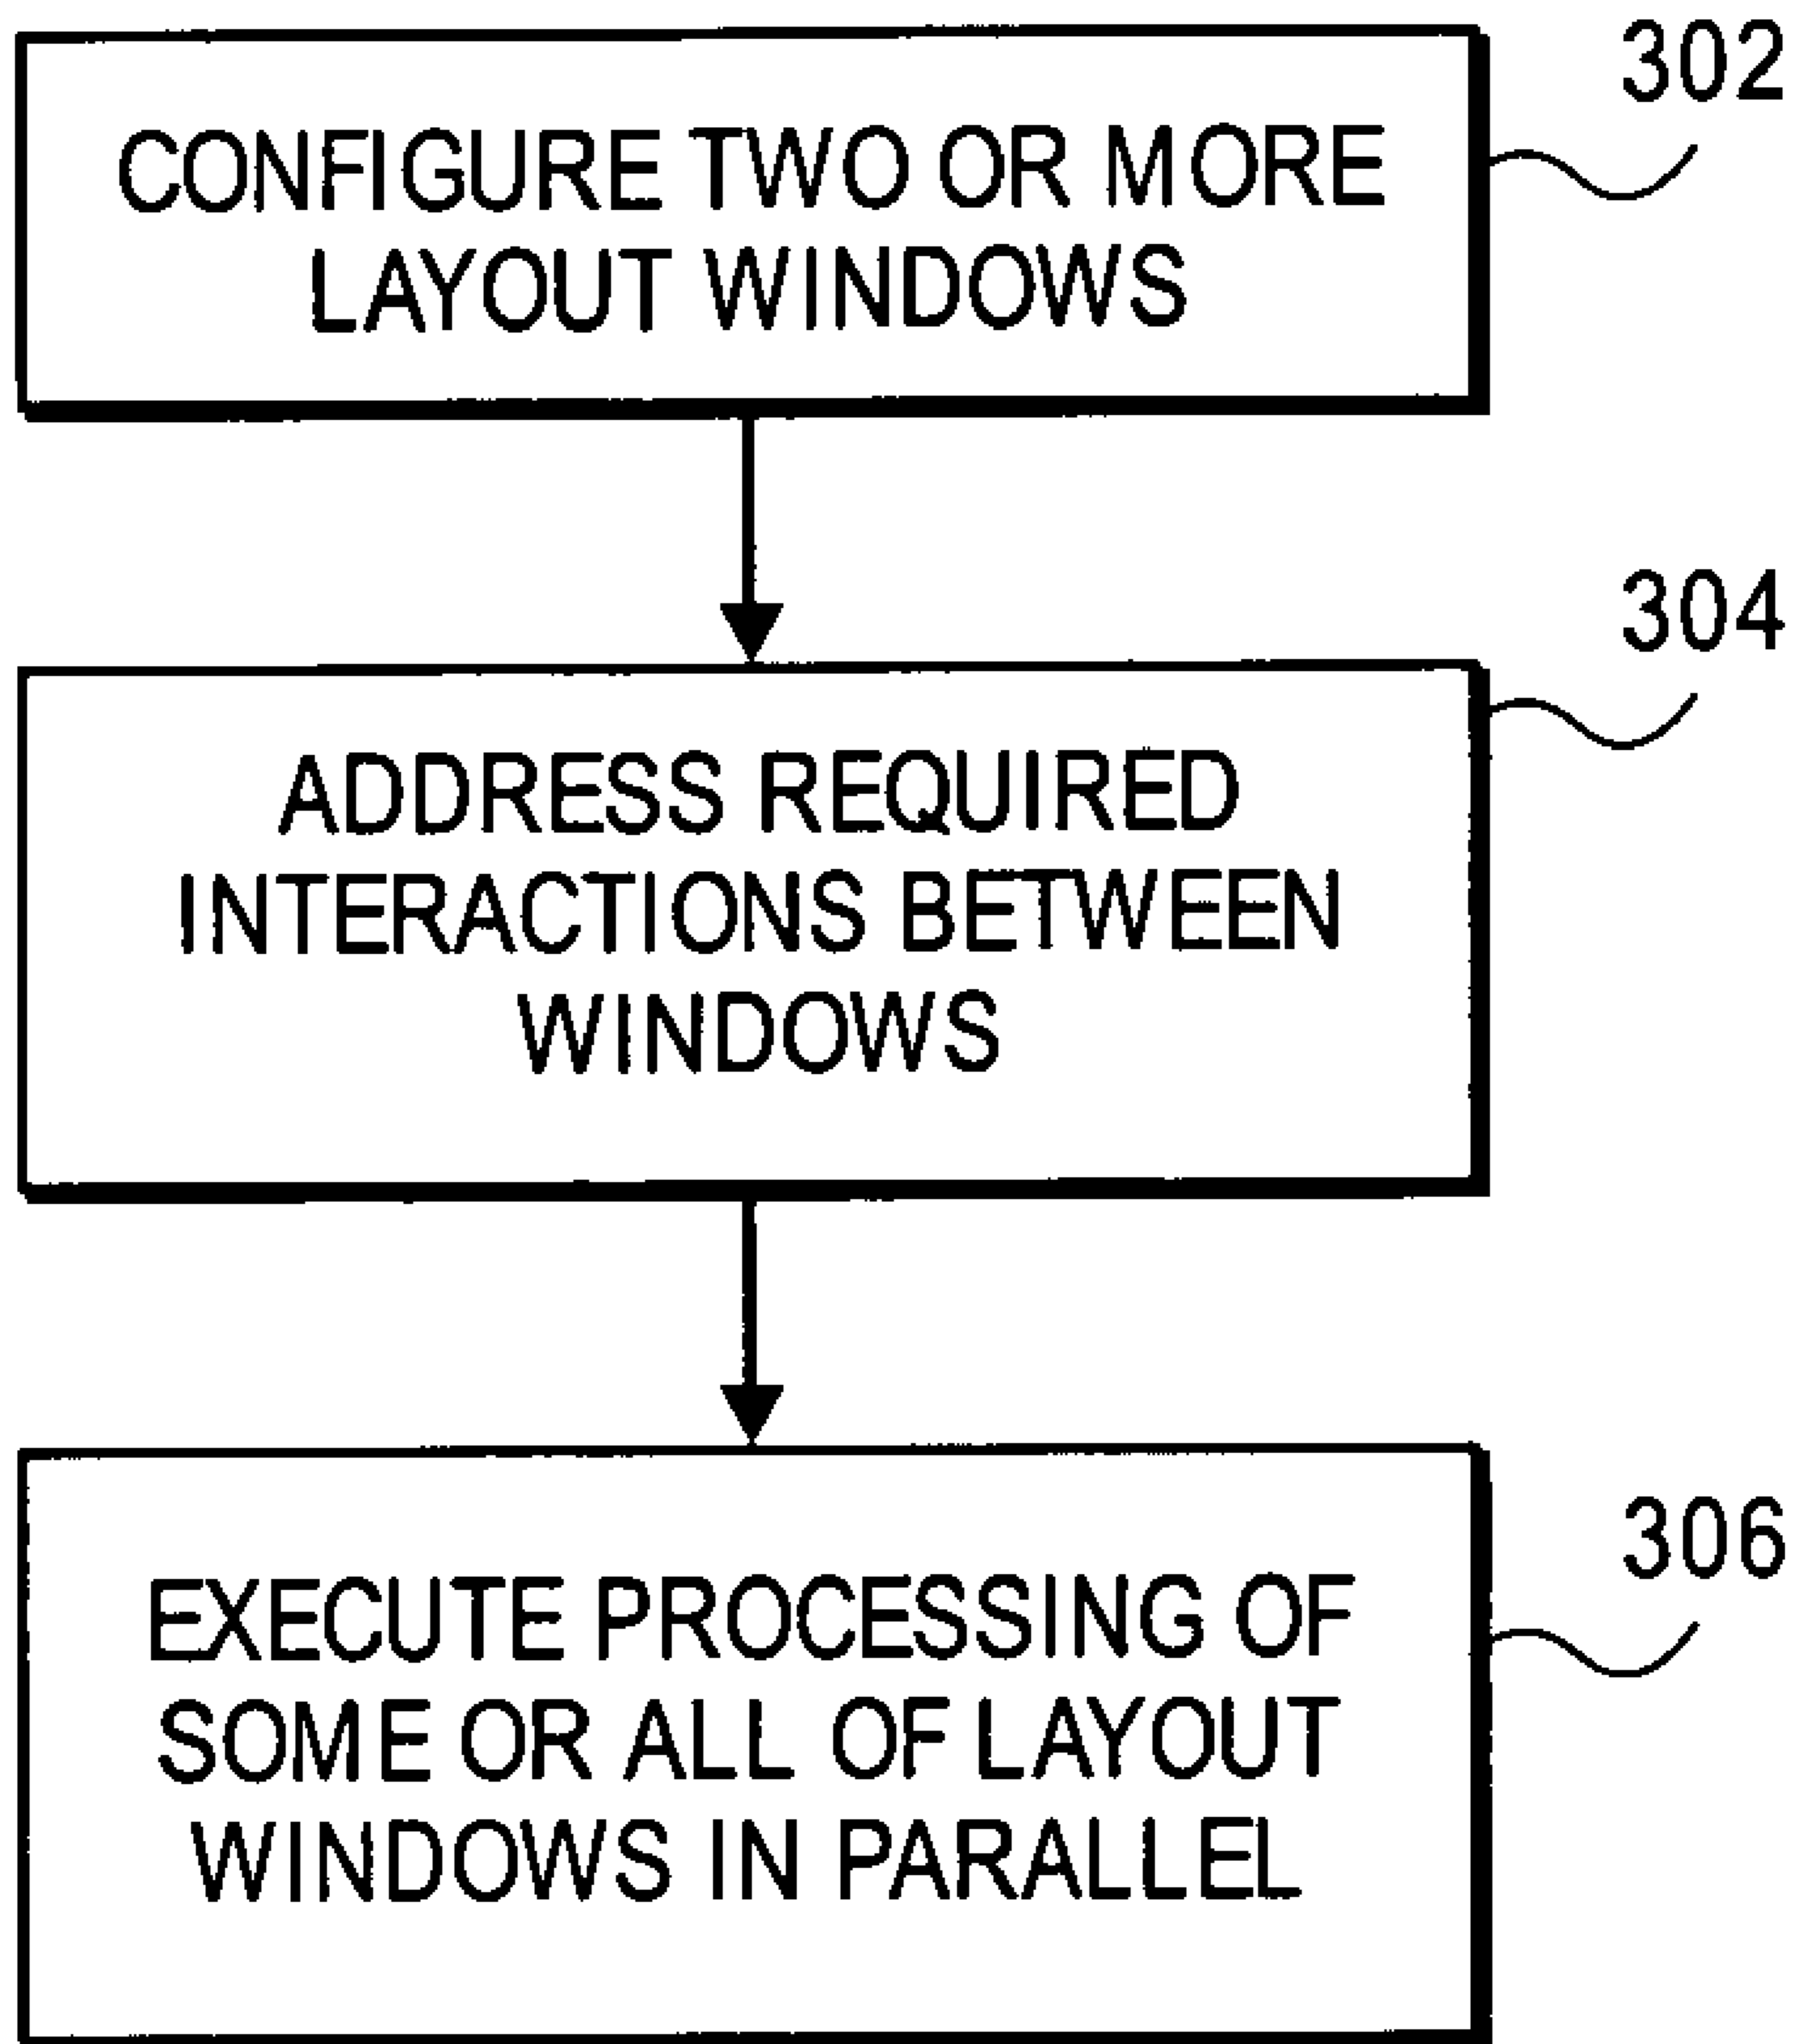 302
CONFIGURE TWO OR MORE
LAYOUT WINDOWS
304
ADDRESS REQUIRED
INTERACTIONS BETWEEN
WINDOWS
306
EXECUTE PROCESSING OF
SOME OR ALL OF LAYOUT
WINDOWS IN PARALLEL